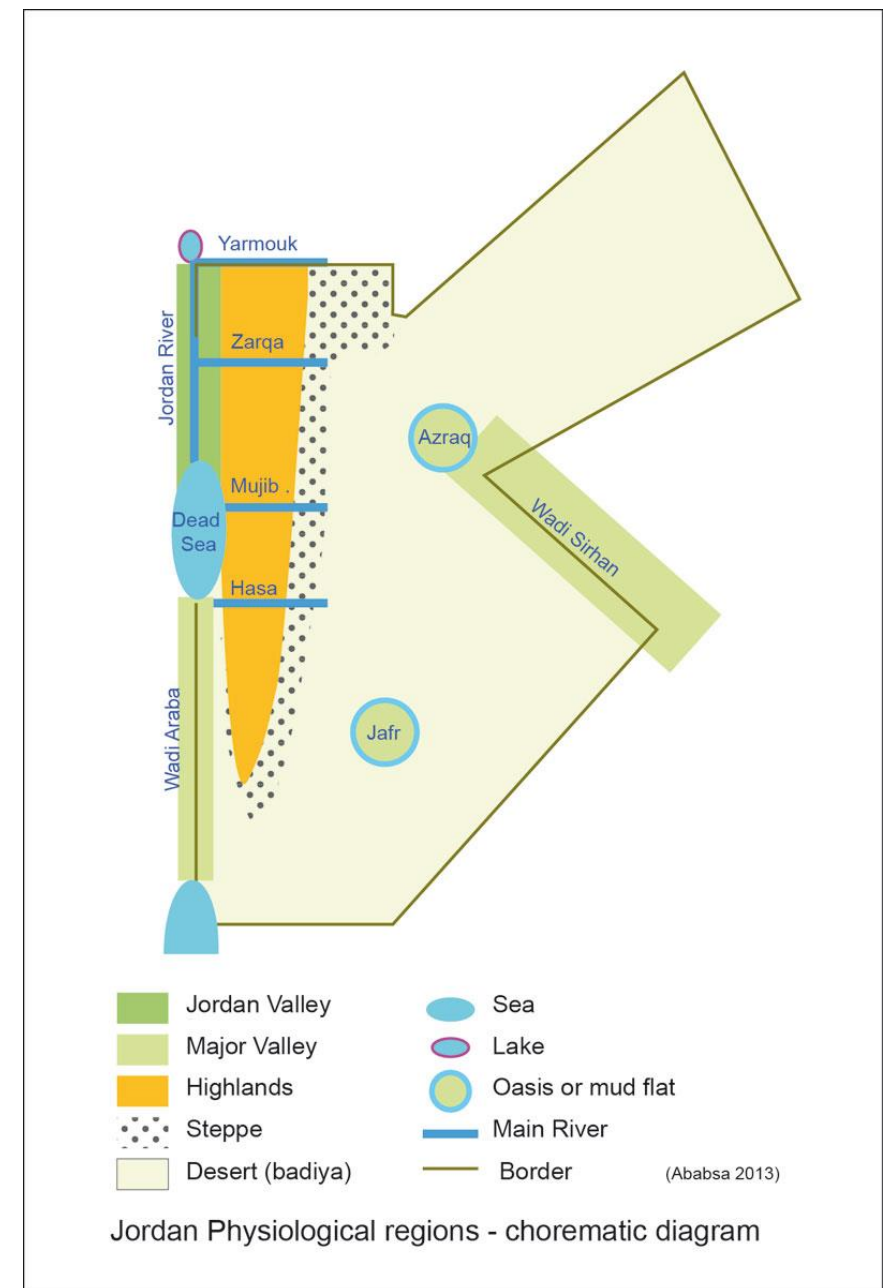 Yarmouk
Jordan River
Zarqa
Azraq
Mujib .
Dead
Sea
Wadi Sirhan
Hasa
Wadi Araba
Jafr
Jordan Valley
Sea
Major Valley
Lake
Highlands
Oasis or mud flat
Steppe
Main River
Desert (badiya)
Border
(Ababsa 2013)
Jordan Physiological regions - chorematic diagram